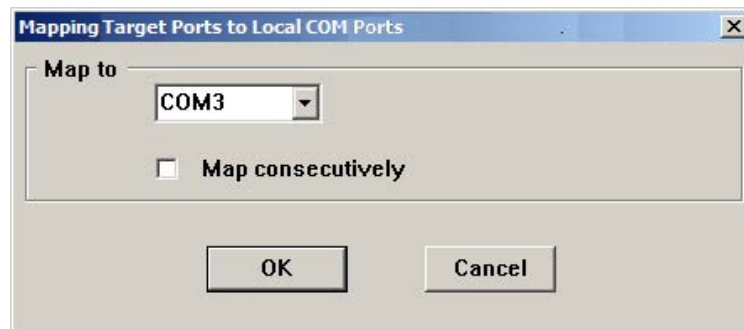 Mapping Target Ports to Local COM Ports
Map to
COM3
Map consecutively
OK
Cancel